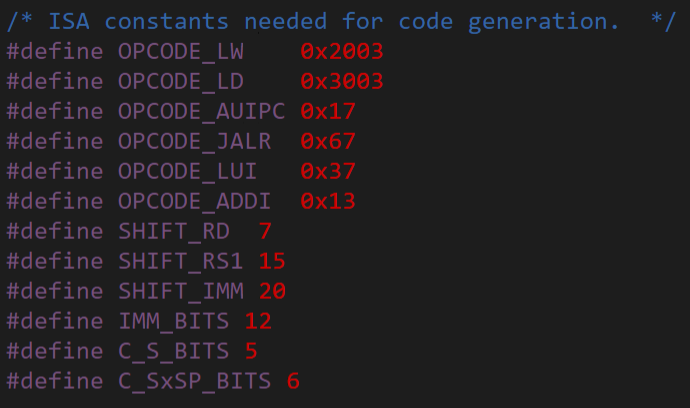 /* ISA constants needed for code generation.  */
#define OPCODE_LW    0x2003
#define OPCODE_LD    0x3003
#define OPCODE_AUIPC 0x17
#define OPCODE_JALR  0x67
#define OPCODE_LUI   0x37
#define OPCODE_ADDI  0x13
#define SHIFT_RD  7
#define SHIFT_RS1 15
#define SHIFT_IMM 20
#define IMM_BITS 12
#define C_S_BITS 5
#define C_SxSP_BITS 6